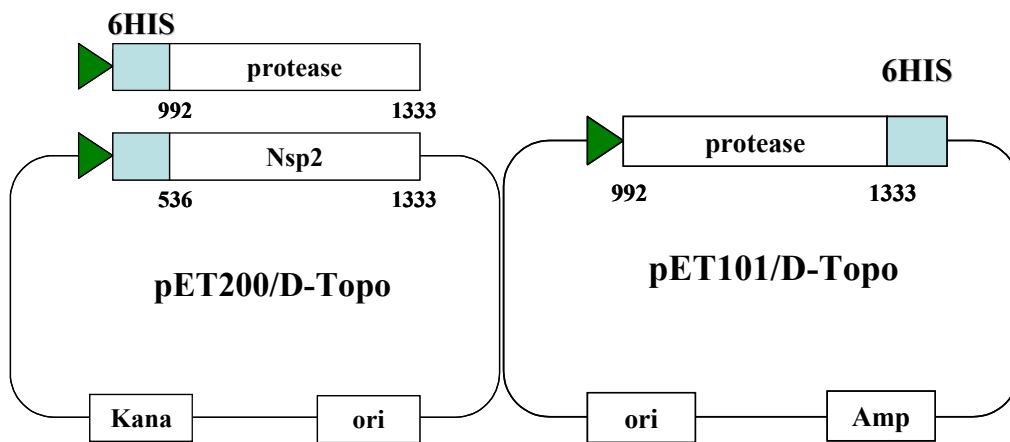 6HIS
protease
992 1333
Nsp2
536 1333
pET200/D-Topo
Kana ori
6HIS
protease
992 1333
pET101/D-Topo
ori Amp